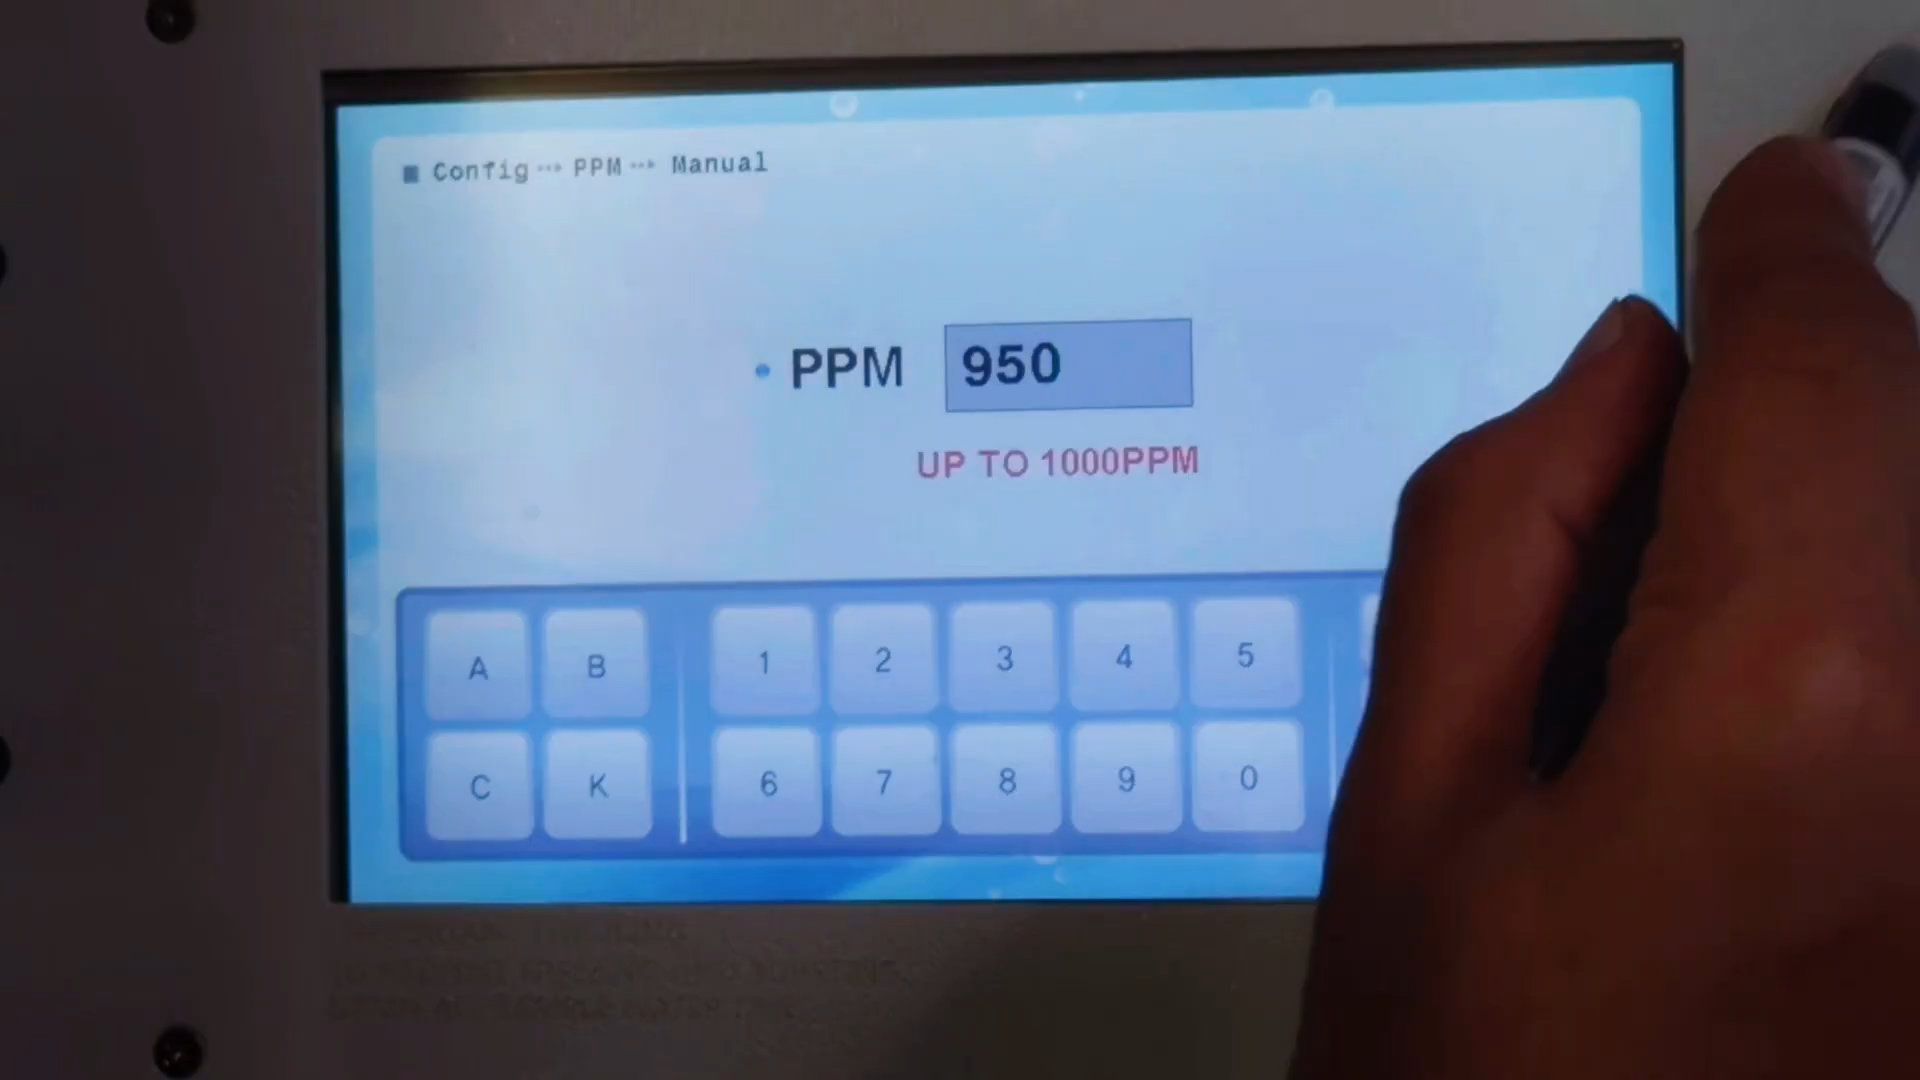 Config ··· PPM ··· Manual
PPM 950
UP TO 1000PPM
A B 1 2 3 4 5
C K 6 7 8 9 0